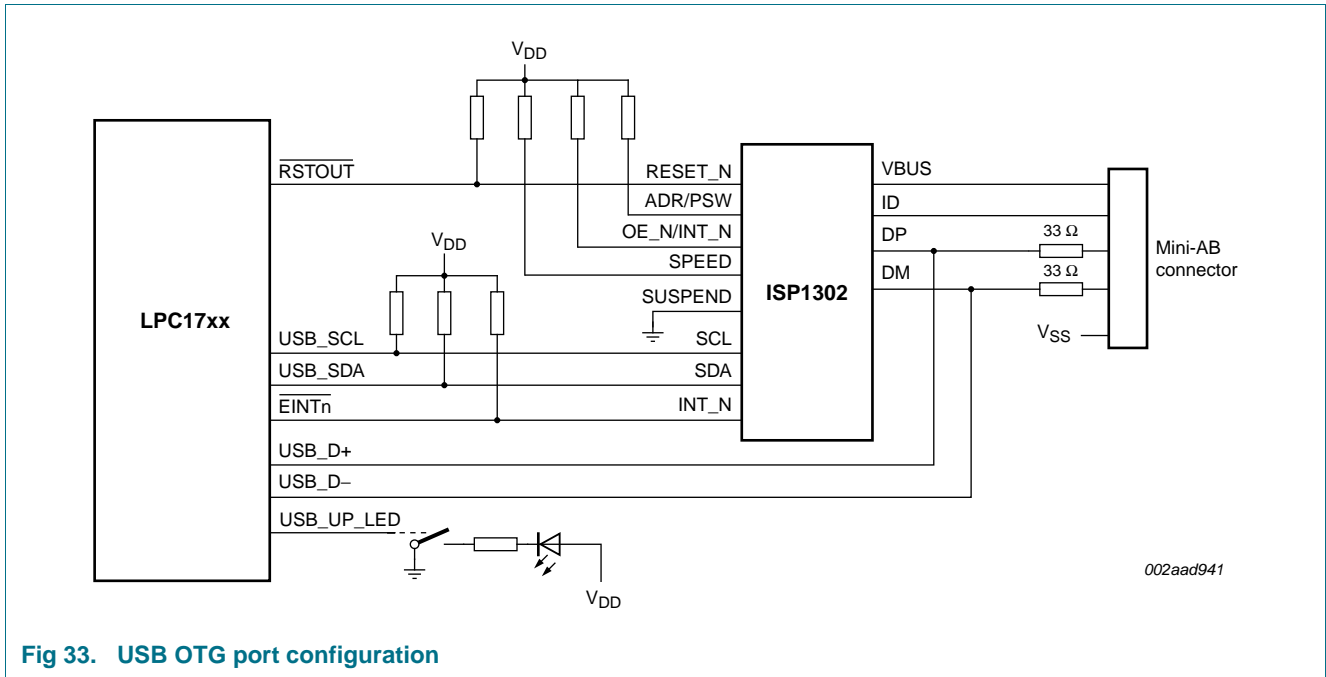 VDD
RSTOUT
RESET_N
ADR/PSW
OE_N/INT_N
SPEED
SUSPEND
VDD
LPC17xx
ISP1302
USB_SCL
SCL
USB_SDA
SDA
EINTn
INT_N
USB_D+
USB_D−
USB_UP_LED
VDD
VBUS
ID
DP
33 Ω
DM
33 Ω
VSS
Mini-AB
connector
002aad941
Fig 33. USB OTG port configuration